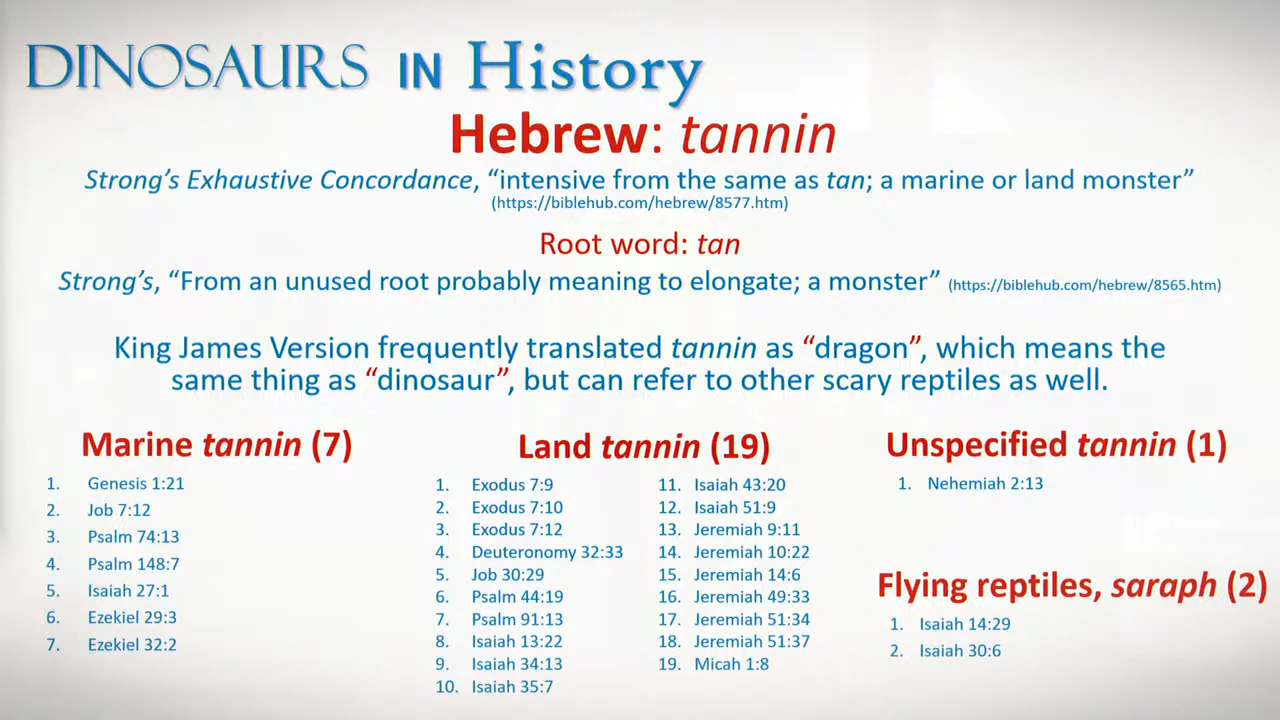 DINOSAURS IN History
Hebrew: tannin
Strong's Exhaustive Concordance, “intensive from the same as tan; a marine or land monster”
(https://biblehub.com/hebrew/8577.htm)
Root word: tan
Strong's, “From an unused root probably meaning to elongate; a monster” (https://biblehub.com/hebrew/8565.htm)
King James Version frequently translated tannin as “dragon”, which means the
same thing as “dinosaur”, but can refer to other scary reptiles as well.
Marine tannin (7)
1. Genesis 1:21
2. Job 7:12
3. Psalm 74:13
4. Psalm 148:7
5. Isaiah 27:1
6. Ezekiel 29:3
7. Ezekiel 32:2
Land tannin (19)
1. Exodus 7:9
2. Exodus 7:10
3. Exodus 7:12
4. Deuteronomy 32:33
5. Job 30:29
6. Psalm 44:19
7. Psalm 91:13
8. Isaiah 13:22
9. Isaiah 34:13
10. Isaiah 35:7
11. Isaiah 43:20
12. Isaiah 51:9
13. Jeremiah 9:11
14. Jeremiah 10:22
15. Jeremiah 14:6
16. Jeremiah 49:33
17. Jeremiah 51:34
18. Jeremiah 51:37
19. Micah 1:8
Unspecified tannin (1)
1. Nehemiah 2:13
Flying reptiles, saraph (2)
1. Isaiah 14:29
2. Isaiah 30:6